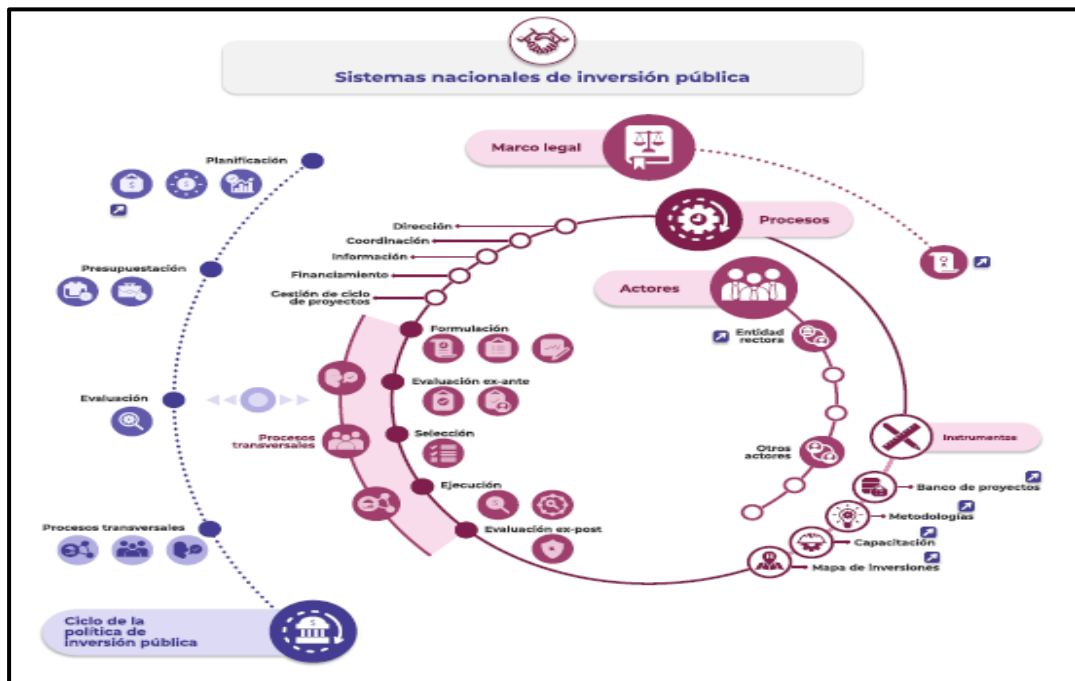 Sistemas nacionales de inversión pública
Marco legal
Planificación
Procesos
Dirección
Coordinación
Información
Financiamiento
Gestión de ciclo
de proyectos
Presupuestación
Actores
Formulación
Entidad
rectora
Evaluación ex-ante
Evaluación
Procesos
transversales
Selección
Otros
actores
Instrumentos
Ejecución
Banco de proyectos
Metodologías
Evaluación ex-post
Procesos transversales
Capacitación
Mapa de inversiones
Ciclo de la
política de
inversión pública